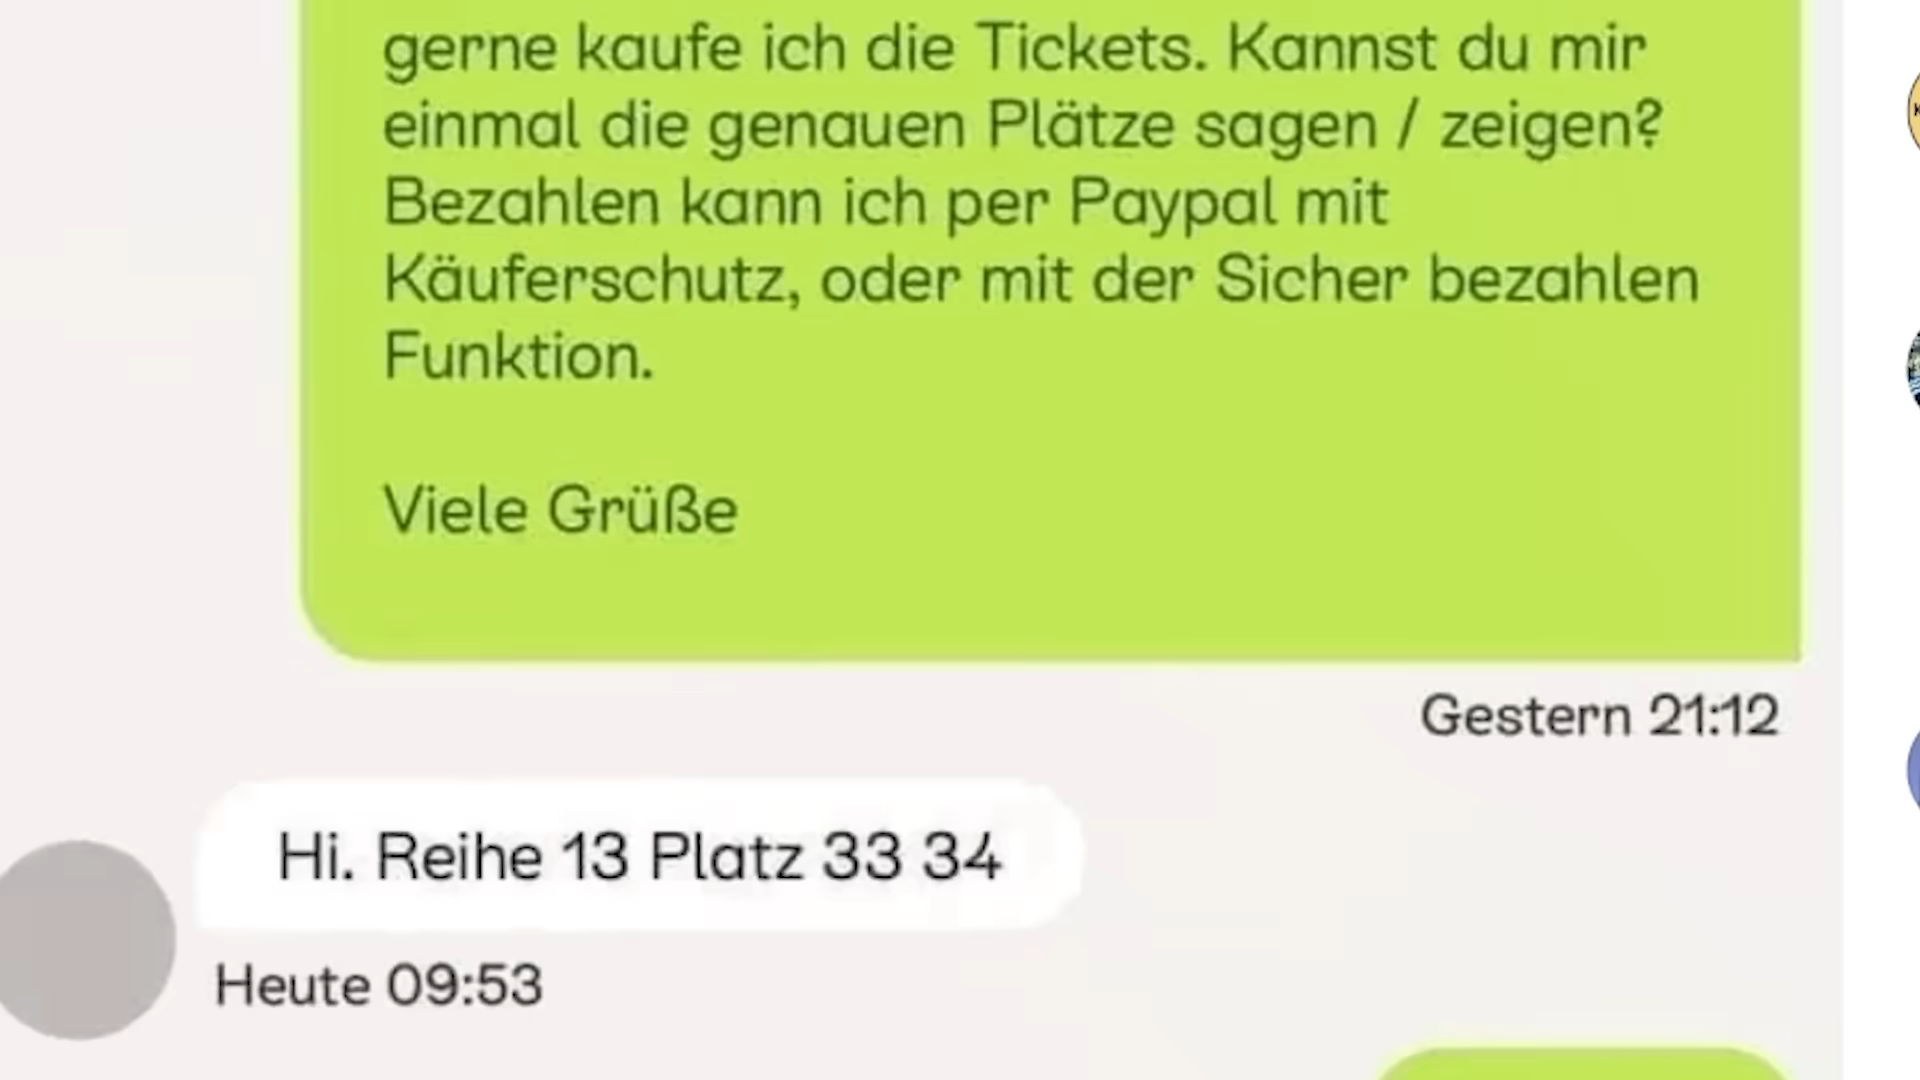 gerne kaufe ich die Tickets. Kannst du mir
einmal die genauen Plätze sagen / zeigen?
Bezahlen kann ich per Paypal mit
Käuferschutz, oder mit der Sicher bezahlen
Funktion.
Viele Grüße
Gestern 21:12
Hi. Reihe 13 Platz 33 34
Heute 09:53